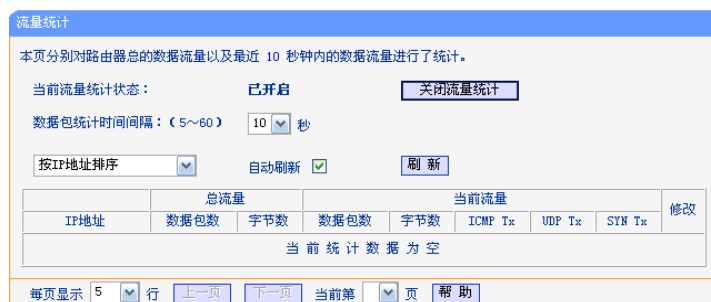 流量统计
本页分别对路由器总的数据流量以及最近 10 秒钟内的数据流量进行了统计。
当前流量统计状态： 已开启 关闭流量统计
数据包统计时间间隔：(5～60) 10 秒
按IP地址排序 自动刷新 刷 新
总流量 当前流量 修改
IP地址 数据包数 字节数 数据包数 字节数 ICMP Tx UDP Tx SYN Tx
当前统计数据为空
每页显示 5 行 上一页 下一页 当前第 页 帮 助